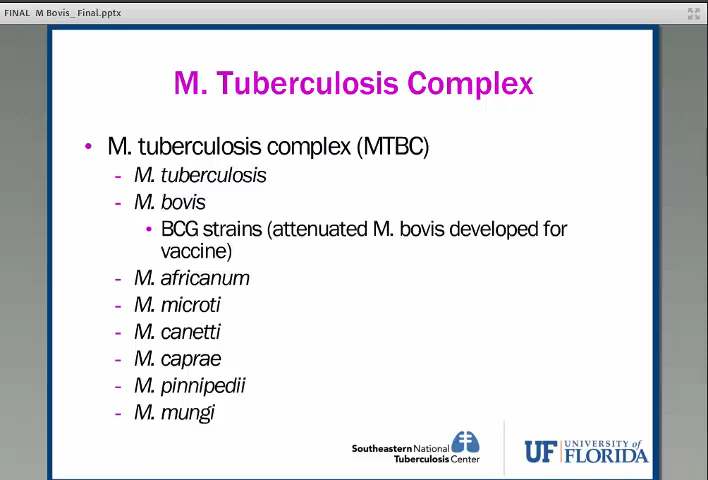 FINAL M Bovis_ Final.pptx
M. Tuberculosis Complex
• M. tuberculosis complex (MTBC)
- M. tuberculosis
- M. bovis
• BCG strains (attenuated M. bovis developed for
vaccine)
- M. africanum
- M. microti
- M. canetti
- M. caprae
- M. pinnipedii
- M. mungi
Southeastern National
Tuberculosis Center
UF UNIVERSITY of
FLORIDA